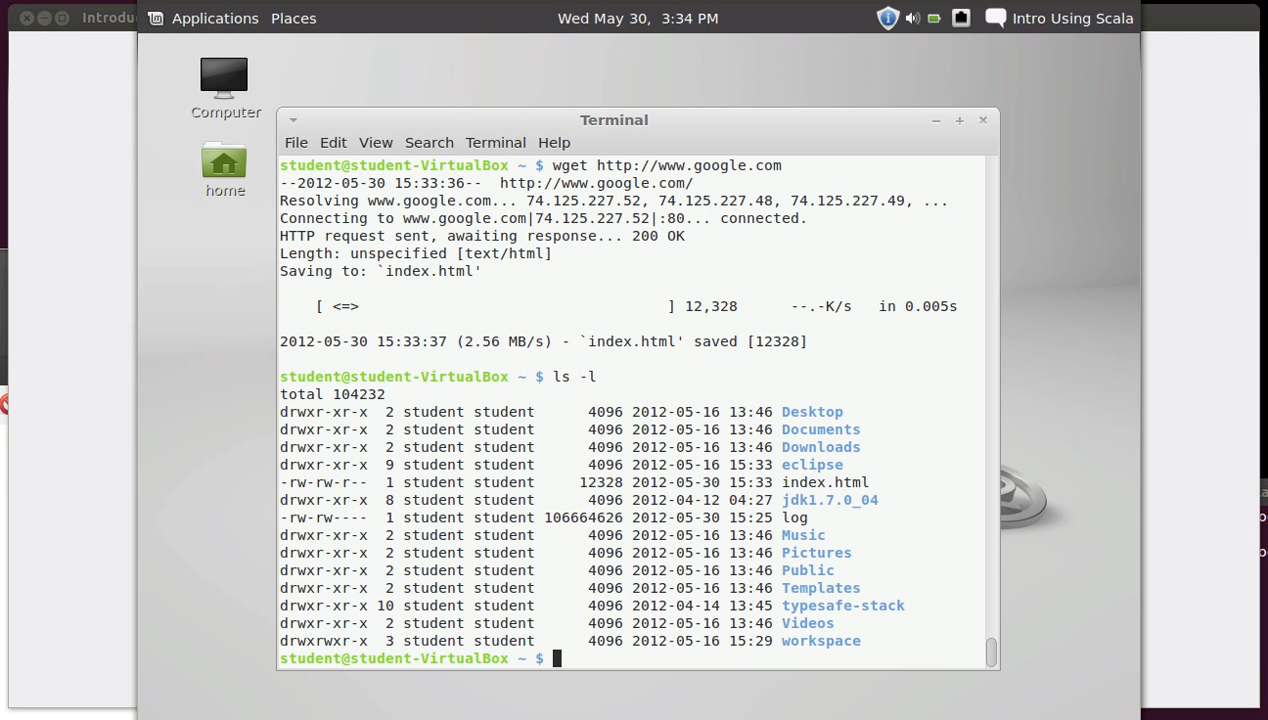 Introduc
Applications Places Wed May 30, 3:34 PM Intro Using Scala
Computer
home
Terminal
File Edit View Search Terminal Help
student@student-VirtualBox ~ $ wget http://www.google.com
--2012-05-30 15:33:36--  http://www.google.com/
Resolving www.google.com... 74.125.227.52, 74.125.227.48, 74.125.227.49, ...
Connecting to www.google.com|74.125.227.52|:80... connected.
HTTP request sent, awaiting response... 200 OK
Length: unspecified [text/html]
Saving to: `index.html'
[ <=> ] 12,328 --.-K/s in 0.005s
2012-05-30 15:33:37 (2.56 MB/s) - `index.html' saved [12328]
student@student-VirtualBox ~ $ ls -l
total 104232
drwxr-xr-x  2 student student      4096 2012-05-16 13:46 Desktop
drwxr-xr-x  2 student student      4096 2012-05-16 13:46 Documents
drwxr-xr-x  2 student student      4096 2012-05-16 13:46 Downloads
drwxr-xr-x  9 student student      4096 2012-05-16 15:33 eclipse
-rw-rw-r--  1 student student     12328 2012-05-30 15:33 index.html
drwxr-xr-x  8 student student      4096 2012-04-12 04:27 jdk1.7.0_04
-rw-rw----  1 student student 106664626 2012-05-30 15:25 log
drwxr-xr-x  2 student student      4096 2012-05-16 13:46 Music
drwxr-xr-x  2 student student      4096 2012-05-16 13:46 Pictures
drwxr-xr-x  2 student student      4096 2012-05-16 13:46 Public
drwxr-xr-x  2 student student      4096 2012-05-16 13:46 Templates
drwxr-xr-x 10 student student      4096 2012-04-14 13:45 typesafe-stack
drwxr-xr-x  2 student student      4096 2012-05-16 13:46 Videos
drwxrwxr-x  3 student student      4096 2012-05-16 15:29 workspace
student@student-VirtualBox ~ $